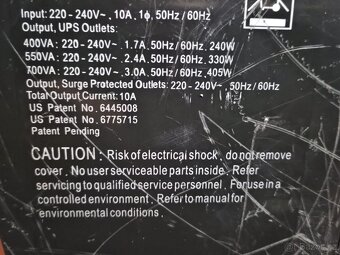 Input: 220-240V~, 10A, 1ϕ, 50Hz/60Hz
Output, UPS Outlets:
400VA: 220-240V~, 1.7A, 50Hz/60Hz, 240W
550VA: 220-240V~, 2.4A, 50Hz/60Hz, 330W
700VA: 220-240V~, 3.0A, 50Hz/60Hz, 405W
Output, Surge Protected Outlets: 220-240V~, 50Hz/60Hz
Total Output Current: 10A
US Patent No. 6445008
US Patent No. 6775715
Patent Pending
CAUTION: Risk of electrical shock, do not remove
cover. No user serviceable parts inside. Refer
servicing to qualified service personnel. For use in a
controlled environment. Refer to manual for
environmental conditions.